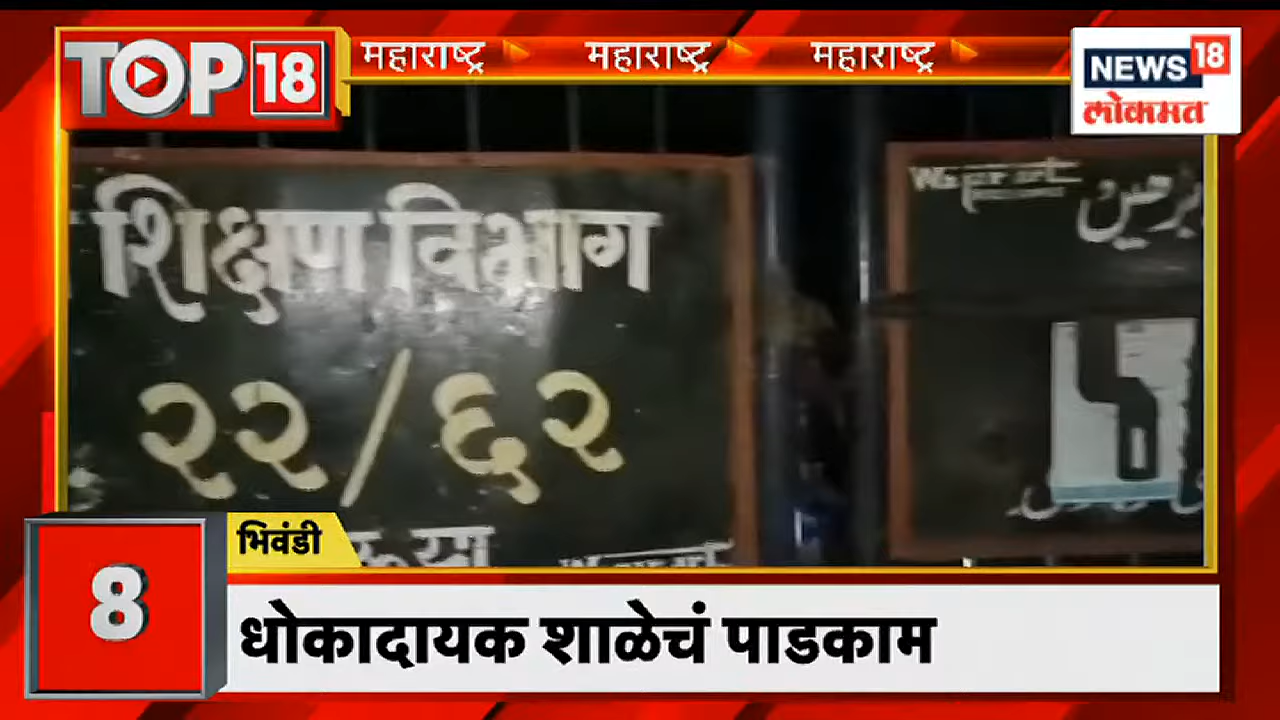 TOP 18
महाराष्ट्र महाराष्ट्र महाराष्ट्र
NEWS 18
लोकमत
शिक्षण विभाग
२२/६२
8
भिवंडी
धोकादायक शाळेचं पाडकाम